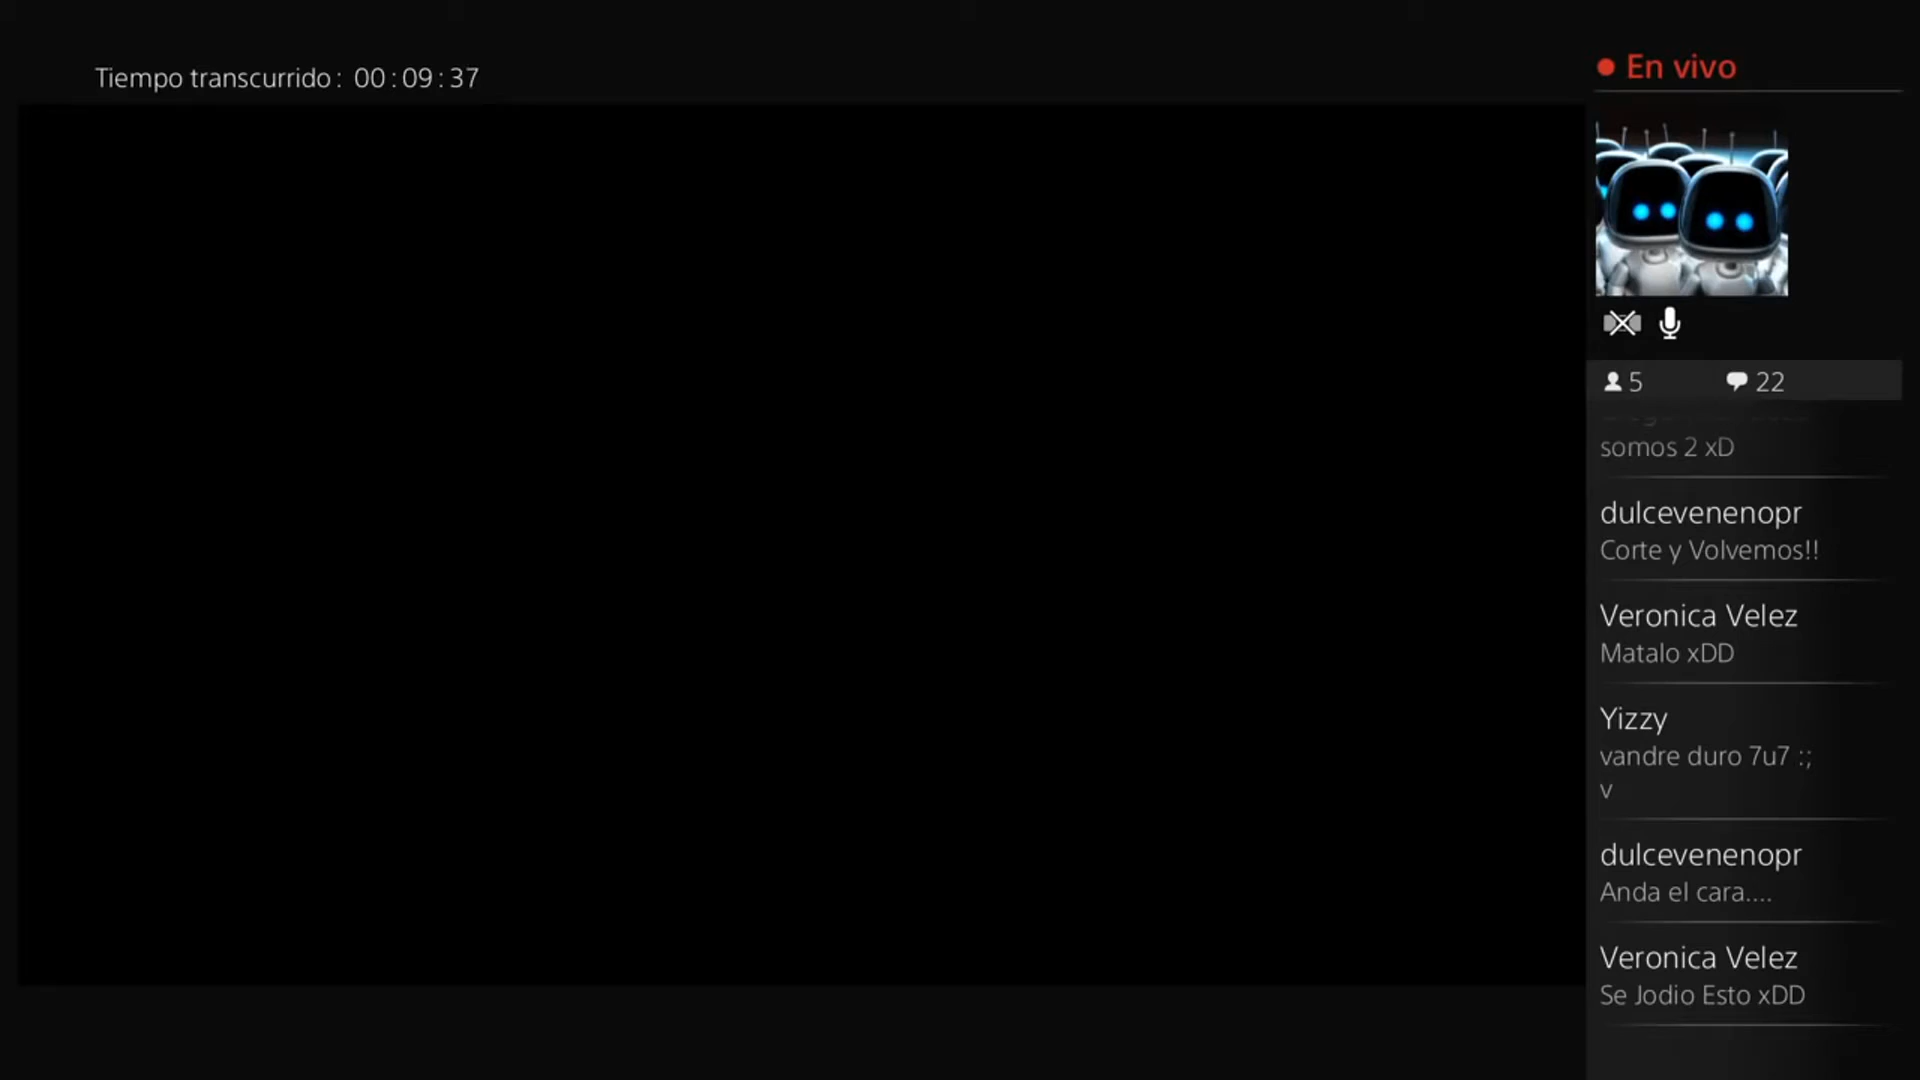 Tiempo transcurrido: 00:09:37
En vivo
5 22
somos 2 xD
dulcevenenopr
Corte y Volvemos!!
Veronica Velez
Matalo xDD
Yizzy
vandre duro 7u7 :;
v
dulcevenenopr
Anda el cara....
Veronica Velez
Se Jodio Esto xDD